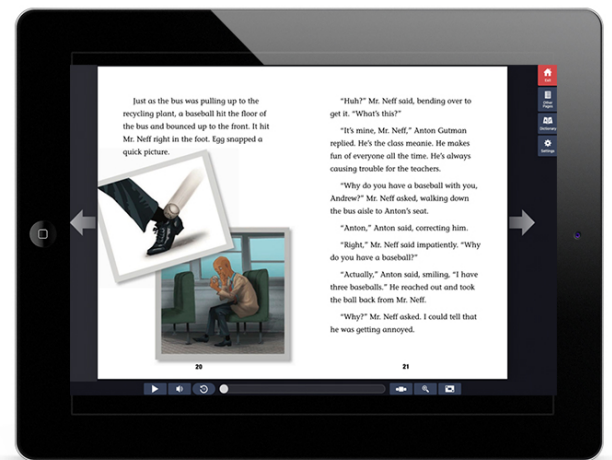 Just as the bus was pulling up to the
recycling plant, a baseball hit the floor of
the bus and bounced up to the front. It hit
Mr. Neff right in the foot. Egg snapped a
quick picture.
20
“Huh?” Mr. Neff said, bending over to
get it. “What’s this?”
“It’s mine, Mr. Neff,” Anton Gutman
replied. He’s the class meanie. He makes
fun of everyone all the time. He’s always
causing trouble for the teachers.
“Why do you have a baseball with you,
Andrew?” Mr. Neff asked, walking down
the bus aisle to Anton’s seat.
“Anton,” Anton said, correcting him.
“Right,” Mr. Neff said impatiently. “Why
do you have a baseball?”
“Actually,” Anton said, smiling, “I have
three baseballs.” He reached out and took
the ball back from Mr. Neff.
“Why?” Mr. Neff asked. I could tell that
he was getting annoyed.
21
Exit
Other
Pages
Dictionary
Settings